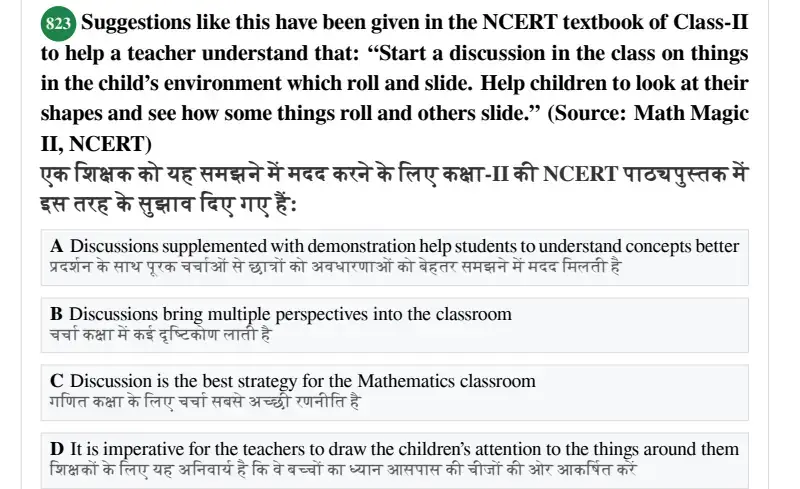 823 Suggestions like this have been given in the NCERT textbook of Class-II
to help a teacher understand that: “Start a discussion in the class on things
in the child’s environment which roll and slide. Help children to look at their
shapes and see how some things roll and others slide.” (Source: Math Magic
II, NCERT)
एक शिक्षक को यह समझने में मदद करने के लिए कक्षा-II की NCERT पाठ्यपुस्तक में
इस तरह के सुझाव दिए गए हैं:
A Discussions supplemented with demonstration help students to understand concepts better
प्रदर्शन के साथ पूरक चर्चाओं से छात्रों को अवधारणाओं को बेहतर समझने में मदद मिलती है
B Discussions bring multiple perspectives into the classroom
चर्चा कक्षा में कई दृष्टिकोण लाती है
C Discussion is the best strategy for the Mathematics classroom
गणित कक्षा के लिए चर्चा सबसे अच्छी रणनीति है
D It is imperative for the teachers to draw the children’s attention to the things around them
शिक्षकों के लिए यह अनिवार्य है कि वे बच्चों का ध्यान आसपास की चीजों की ओर आकर्षित करें